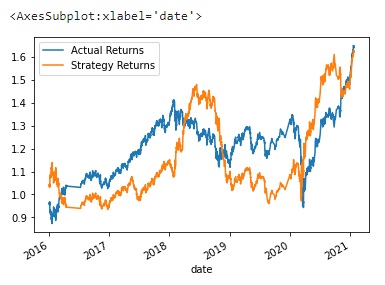 <AxesSubplot:xlabel='date'>
Actual Returns
Strategy Returns
1.6
1.5
1.4
1.3
1.2
1.1
1.0
0.9
2016 2017 2018 2019 2020 2021
date